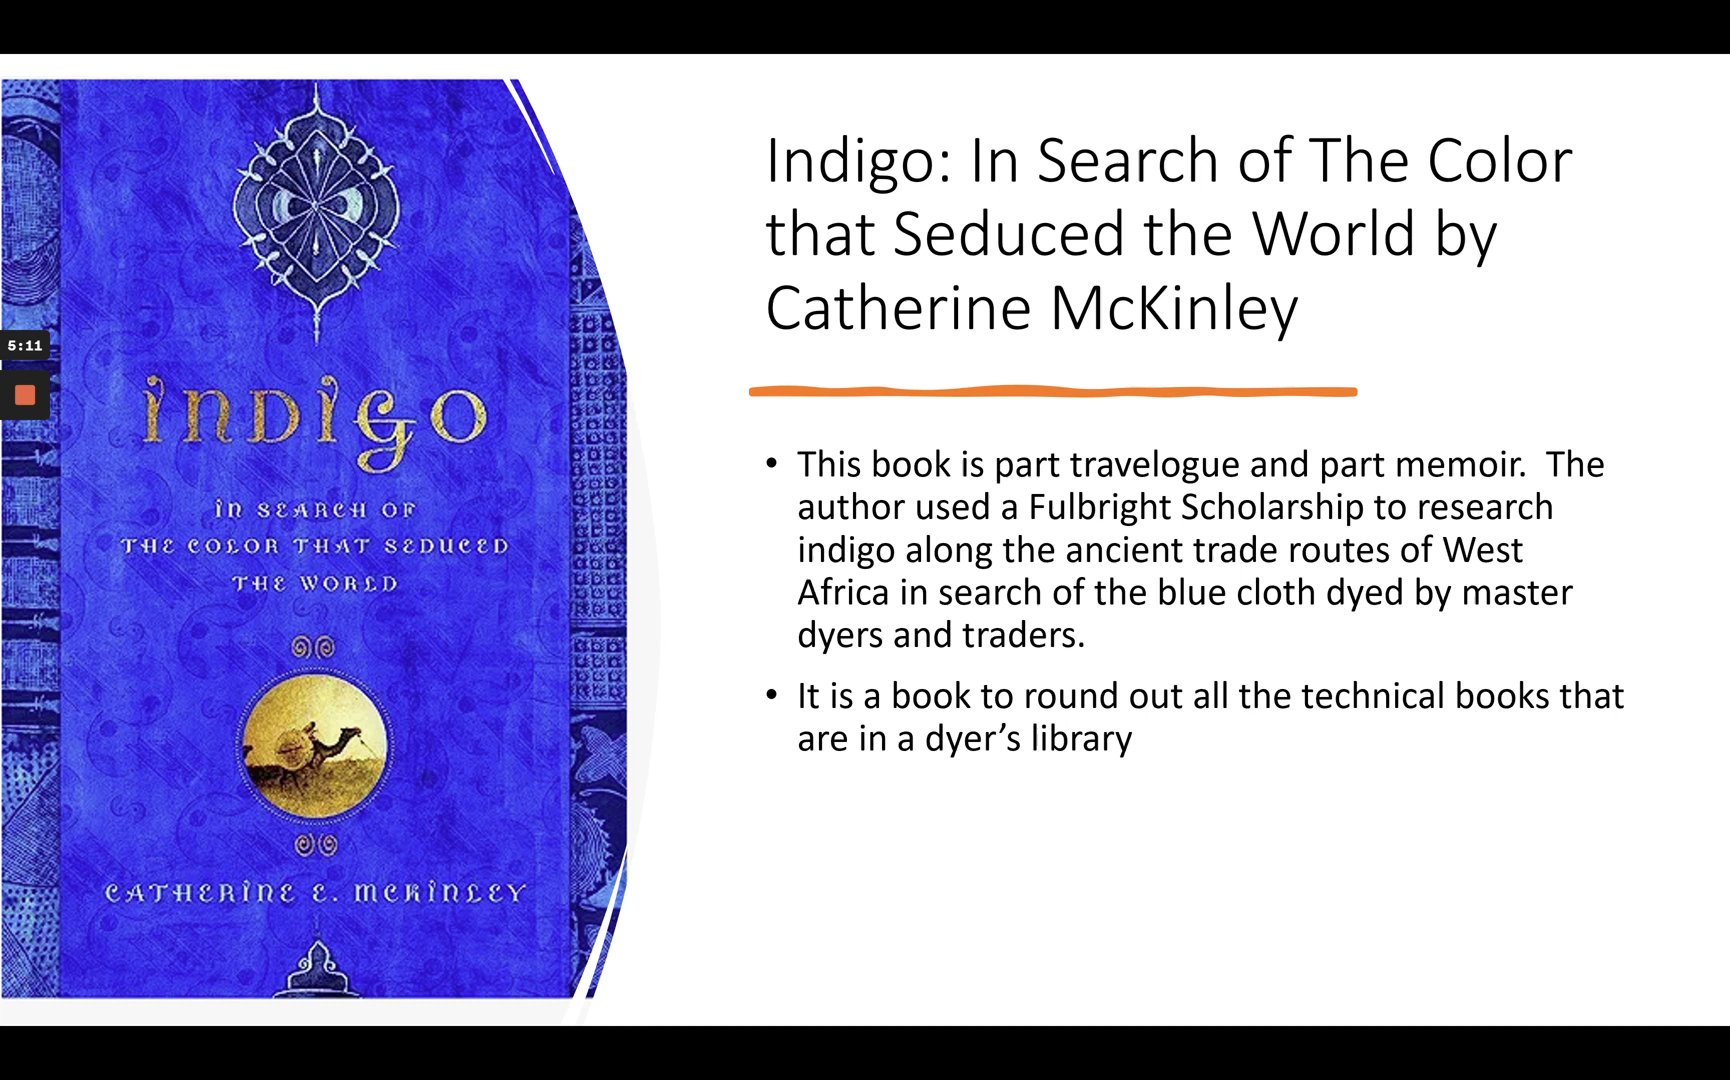 5:11
INDIGO
IN SEARCH OF
THE COLOR THAT SEDUCED
THE WORLD
CATHERINE E. MCKINLEY
Indigo: In Search of The Color
that Seduced the World by
Catherine McKinley
• This book is part travelogue and part memoir.  The
author used a Fulbright Scholarship to research
indigo along the ancient trade routes of West
Africa in search of the blue cloth dyed by master
dyers and traders.
• It is a book to round out all the technical books that
are in a dyer’s library